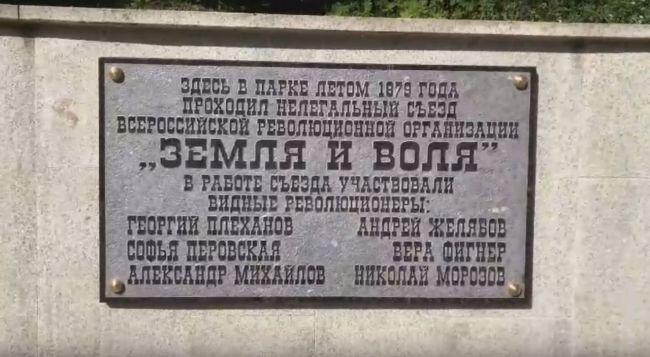 ЗДЕСЬ В ПАРКЕ ЛЕТОМ 1879 ГОДА
ПРОХОДИЛ НЕЛЕГАЛЬНЫЙ СЪЕЗД
ВСЕРОССИЙСКОЙ РЕВОЛЮЦИОННОЙ ОРГАНИЗАЦИИ
„ЗЕМЛЯ И ВОЛЯ”
В РАБОТЕ СЪЕЗДА УЧАСТВОВАЛИ
ВИДНЫЕ РЕВОЛЮЦИОНЕРЫ:
ГЕОРГИЙ ПЛЕХАНОВ АНДРЕЙ ЖЕЛЯБОВ
СОФЬЯ ПЕРОВСКАЯ ВЕРА ФИГНЕР
АЛЕКСАНДР МИХАЙЛОВ НИКОЛАЙ МОРОЗОВ